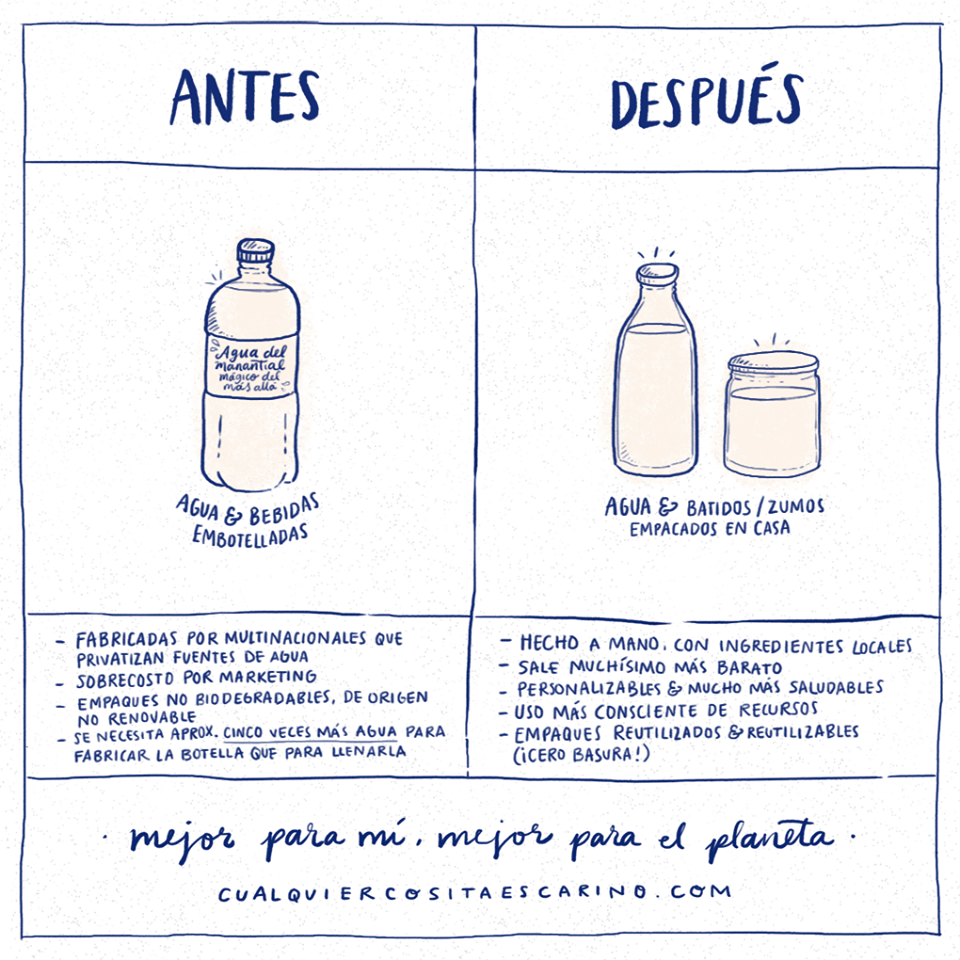 ANTES
DESPUÉS
Agua del
manantial
mágico del
más allá
AGUA & BEBIDAS
EMBOTELLADAS
AGUA & BATIDOS / ZUMOS
EMPACADOS EN CASA
- FABRICADAS POR MULTINACIONALES QUE
PRIVATIZAN FUENTES DE AGUA
- SOBRECOSTO POR MARKETING
- EMPAQUES NO BIODEGRADABLES, DE ORIGEN
NO RENOVABLE
- SE NECESITA APROX. CINCO VECES MÁS AGUA PARA
FABRICAR LA BOTELLA QUE PARA LLENARLA
- HECHO A MANO, CON INGREDIENTES LOCALES
- SALE MUCHÍSIMO MÁS BARATO
- PERSONALIZABLES & MUCHO MÁS SALUDABLES
- USO MÁS CONSCIENTE DE RECURSOS
- EMPAQUES REUTILIZADOS & REUTILIZABLES
(¡CERO BASURA!)
· mejor para mí, mejor para el planeta ·
CUALQUIERCOSITAESCARINO.COM